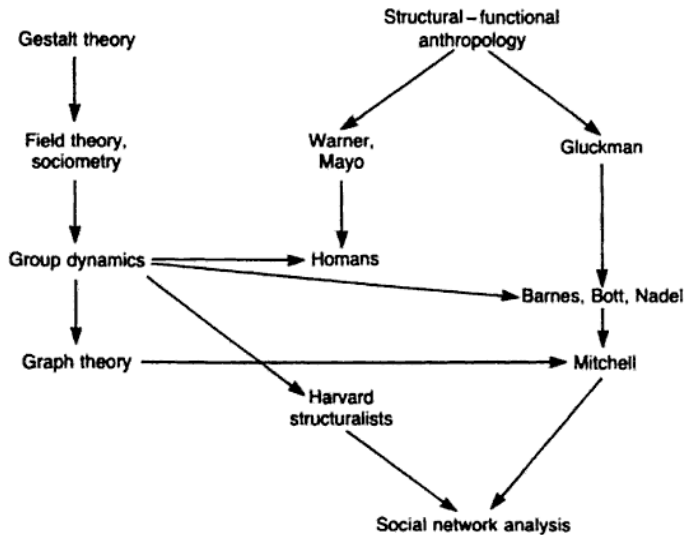 Structural–functional
anthropology
Gestalt theory
Field theory,
sociometry
Warner,
Mayo
Gluckman
Group dynamics
Homans
Barnes, Bott, Nadel
Graph theory
Mitchell
Harvard
structuralists
Social network analysis